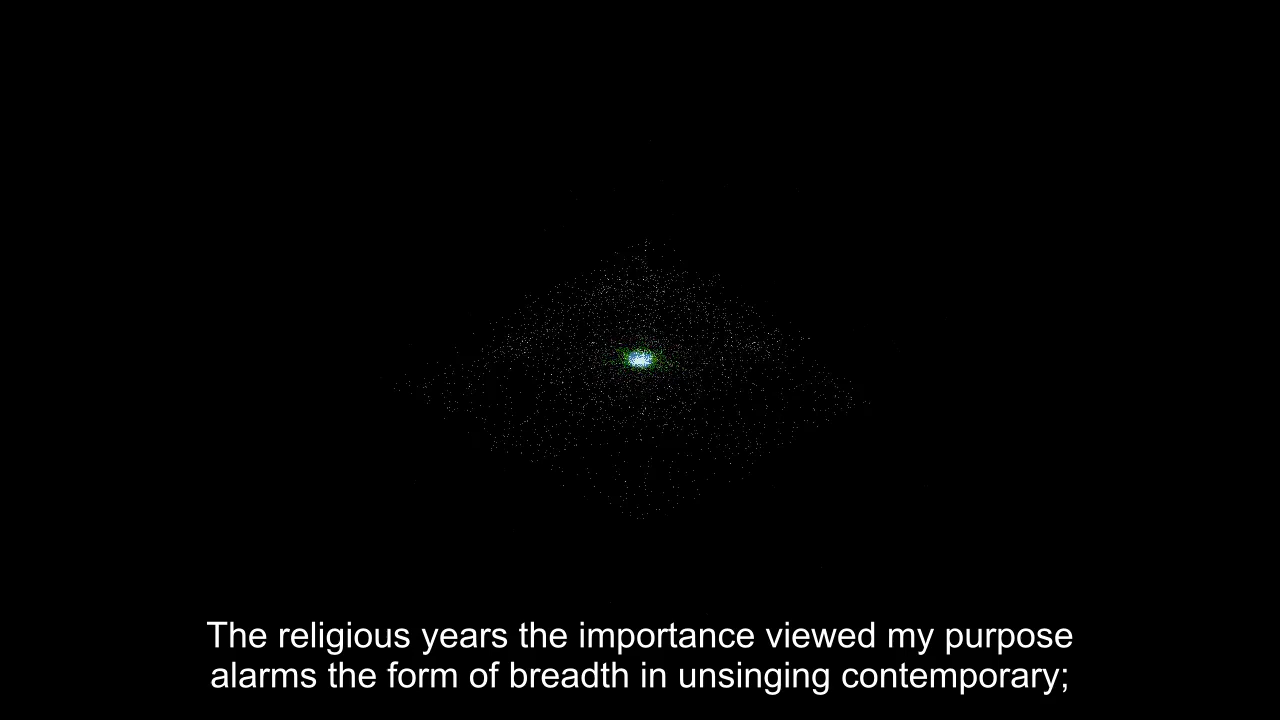 The religious years the importance viewed my purpose
alarms the form of breadth in unsinging contemporary;